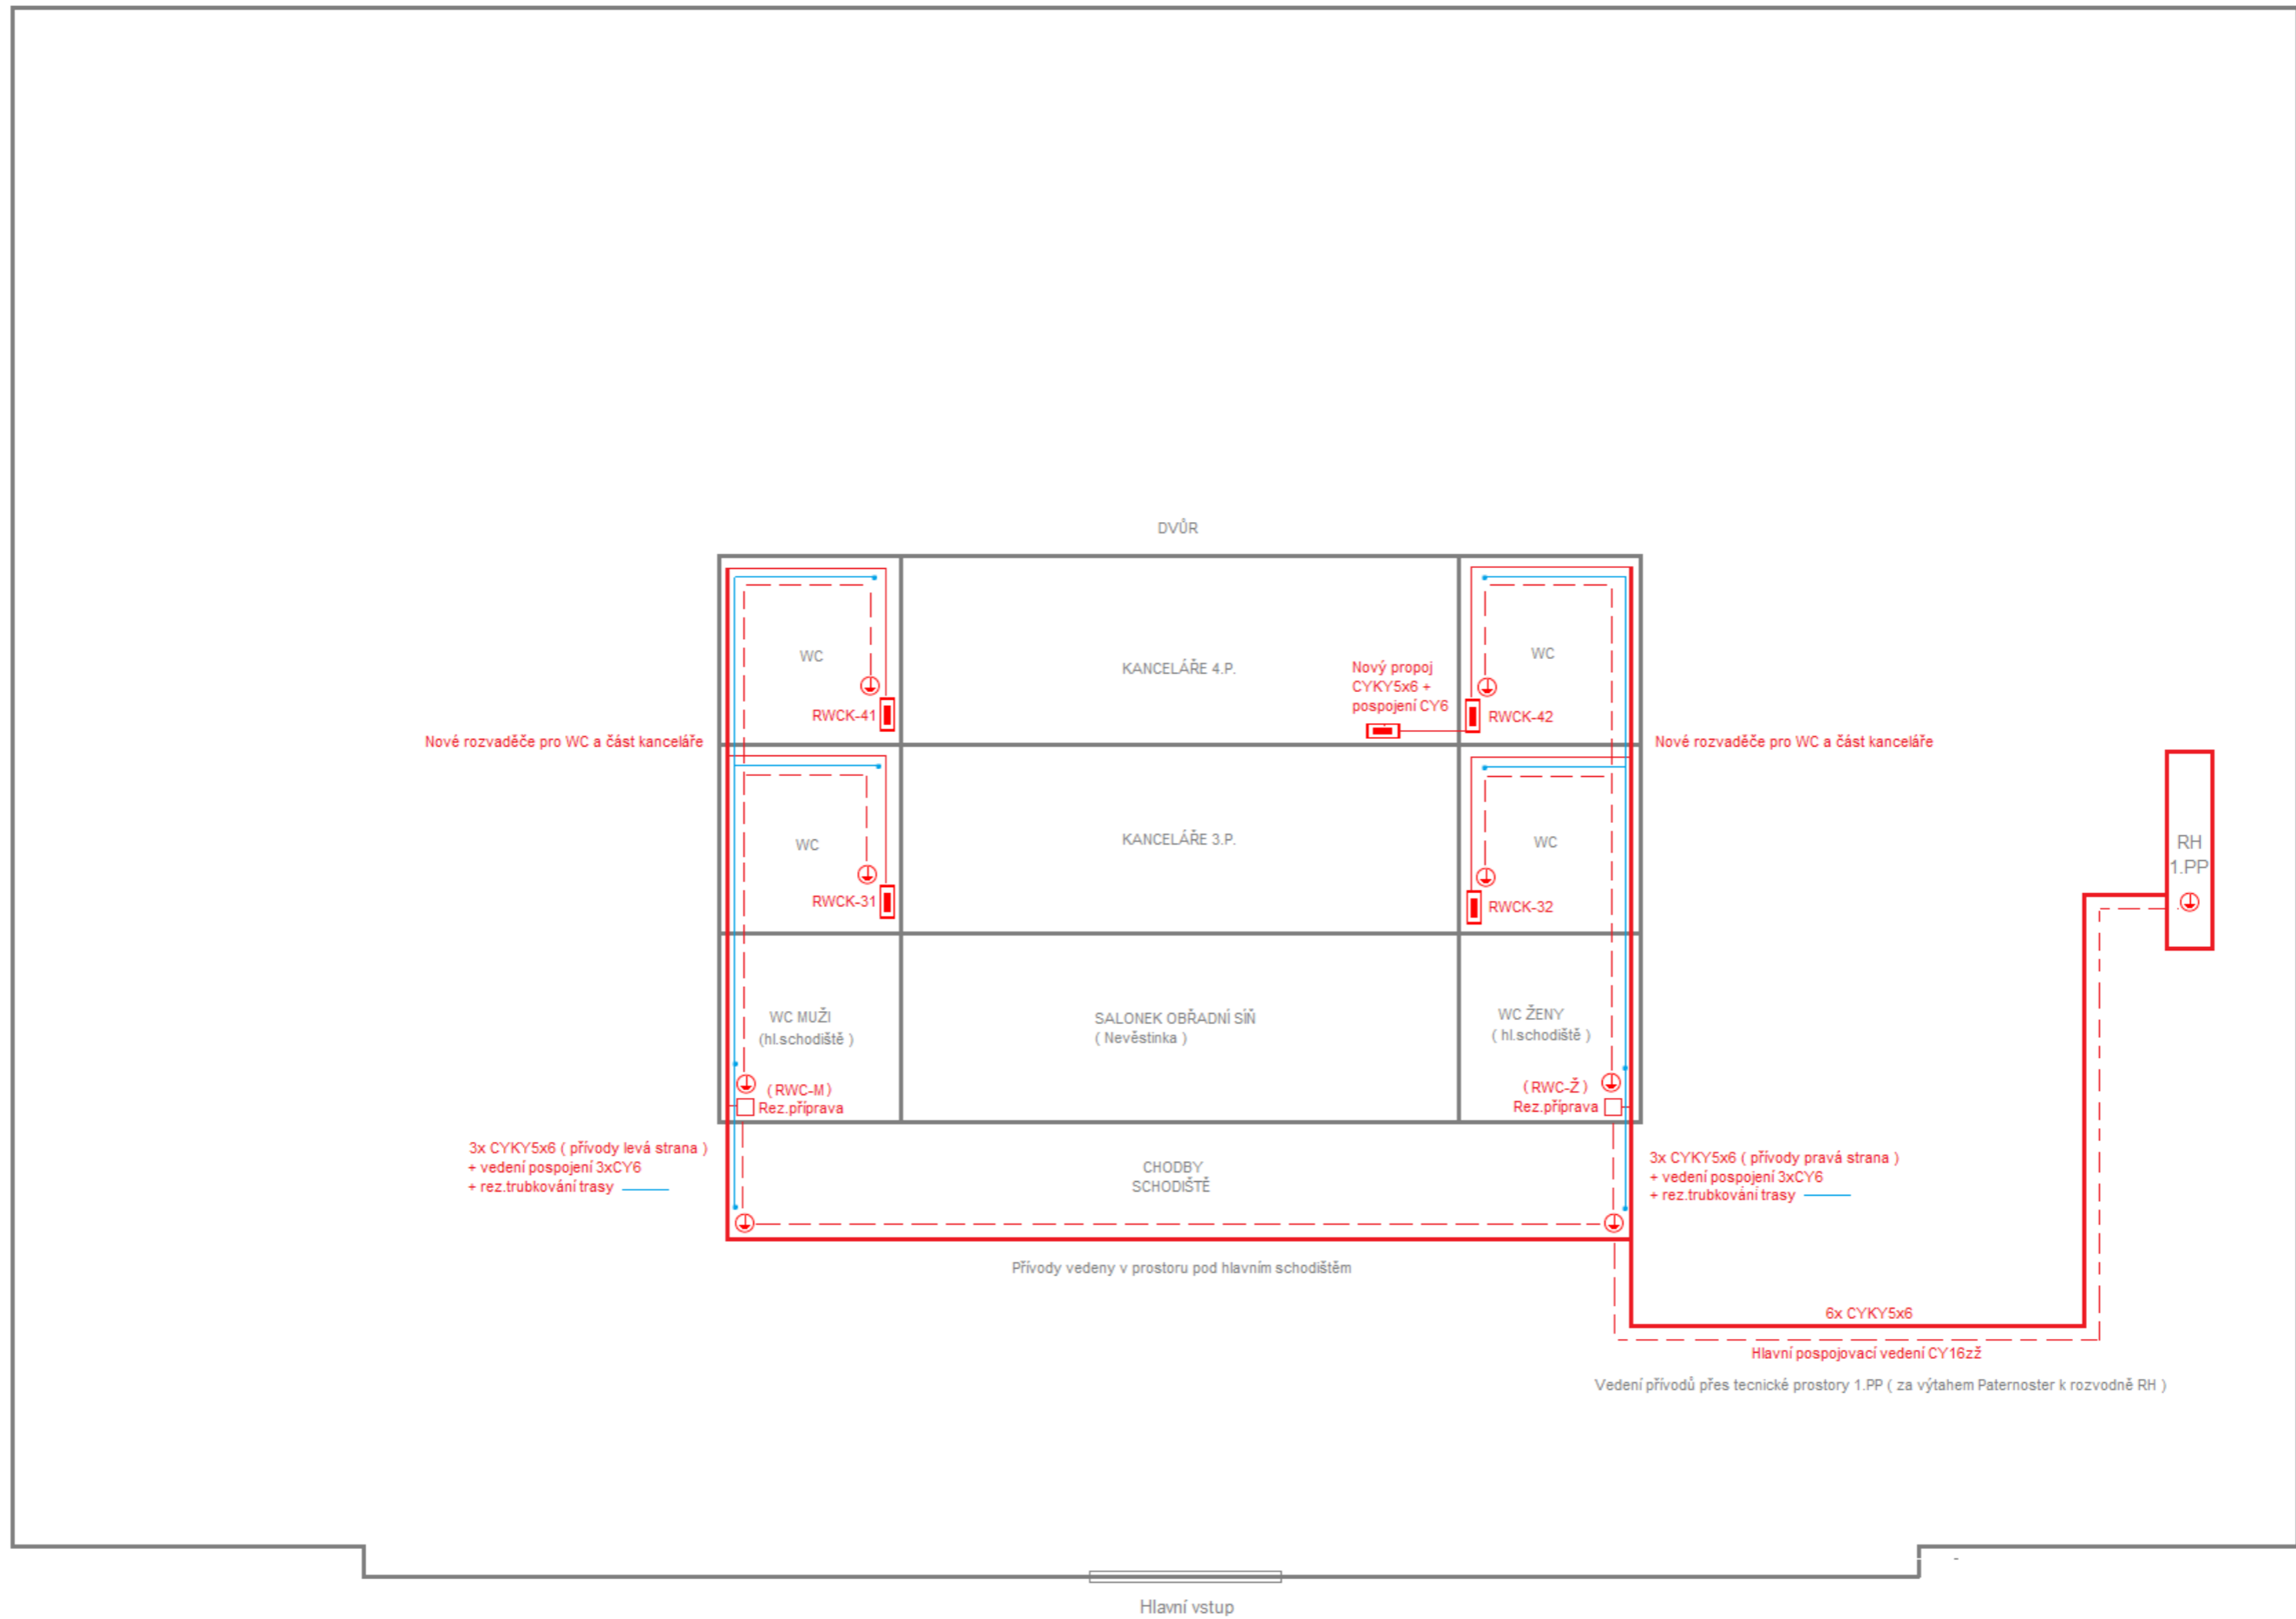 DVŮR
WC
KANCELÁŘE 4.P.
Nový propoj
CYKY5x6 +
pospojení CY6
WC
RWCK-41
RWCK-42
Nové rozvaděče pro WC a část kanceláře
Nové rozvaděče pro WC a část kanceláře
WC
KANCELÁŘE 3.P.
WC
RH
1.PP
RWCK-31
RWCK-32
WC MUŽI
(hl.schodiště )
SALONEK OBŘADNÍ SÍŇ
( Nevěstinka )
WC ŽENY
( hl.schodiště )
( RWC-M )
Rez.příprava
( RWC-Ž )
Rez.příprava
3x CYKY5x6 ( přívody levá strana )
+ vedení pospojení 3xCY6
+ rez.trubkování trasy
CHODBY
SCHODIŠTĚ
3x CYKY5x6 ( přívody pravá strana )
+ vedení pospojení 3xCY6
+ rez.trubkování trasy
Přívody vedeny v prostoru pod hlavním schodištěm
6x CYKY5x6
Hlavní pospojovací vedení CY16zž
Vedení přívodů přes tecnické prostory 1.PP ( za výtahem Paternoster k rozvodně RH )
Hlavní vstup